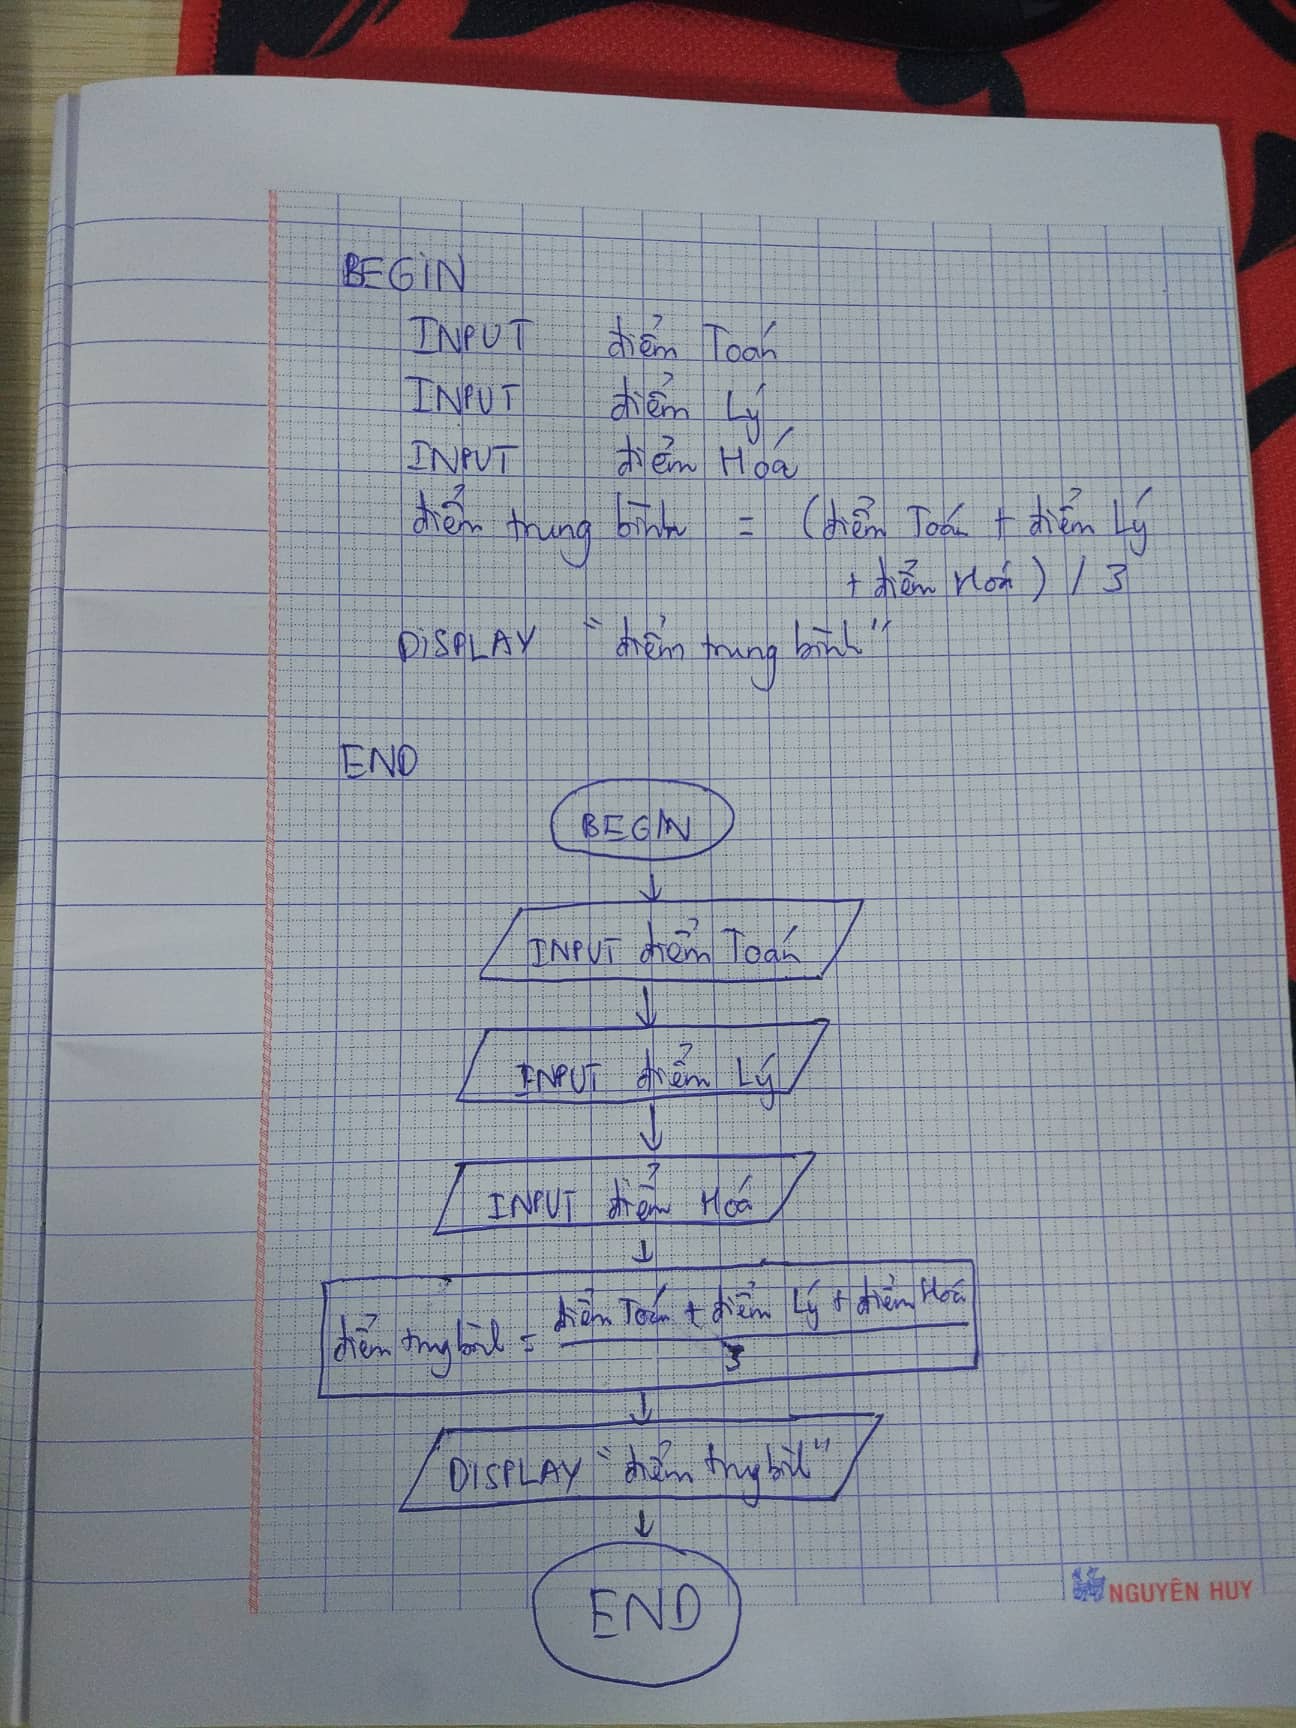 BEGIN
INPUT điểm Toán
INPUT điểm Lý
INPUT điểm Hoá
điểm trung bình = (điểm Toán + điểm Lý
+ điểm Hoá) / 3
DISPLAY "điểm trung bình"
END
BEGIN
INPUT điểm Toán
INPUT điểm Lý
INPUT điểm Hoá
điểm Toán + điểm Lý + điểm Hoá
điểm trung bình =
3
DISPLAY "điểm trung bình"
END
NGUYÊN HUY